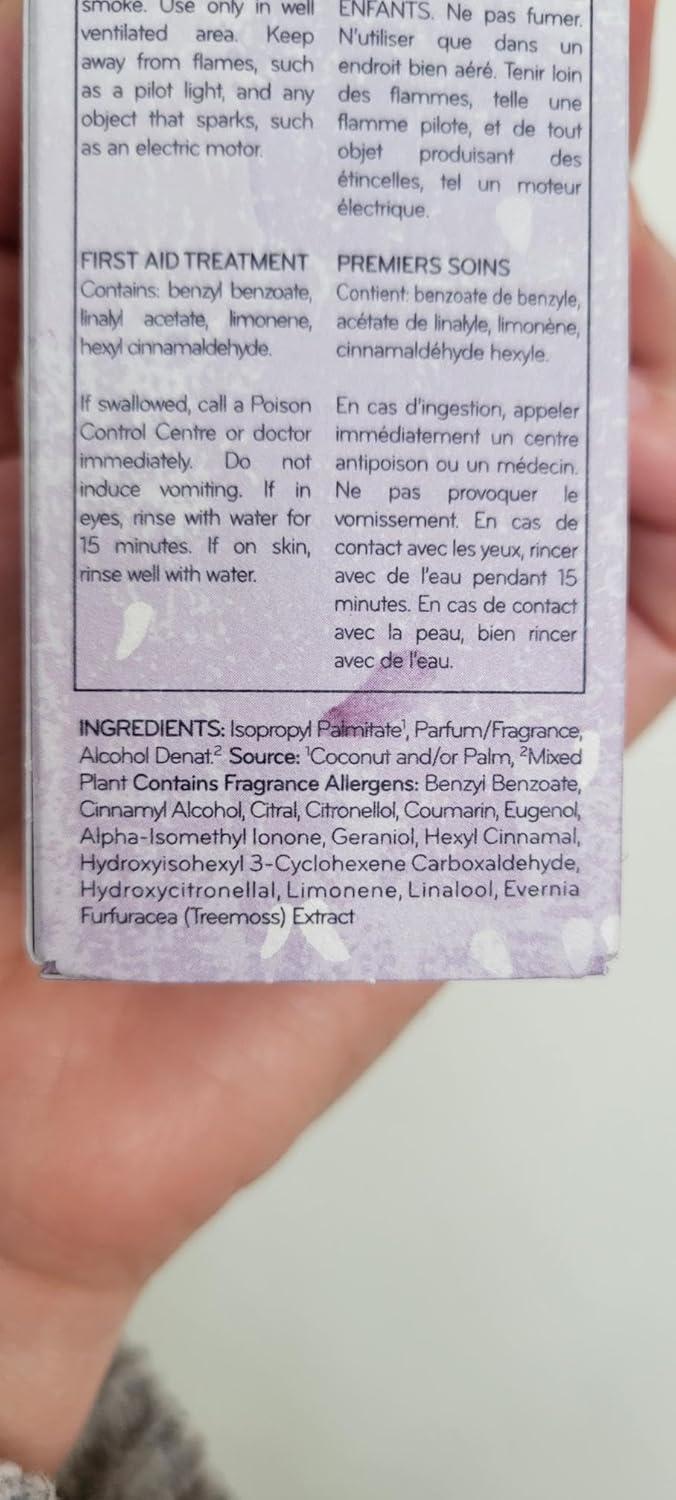 smoke. Use only in well
ventilated area. Keep
away from flames, such
as a pilot light, and any
object that sparks, such
as an electric motor.
FIRST AID TREATMENT
Contains: benzyl benzoate,
linalyl acetate, limonene,
hexyl cinnamaldehyde.
If swallowed, call a Poison
Control Centre or doctor
immediately. Do not
induce vomiting. If in
eyes, rinse with water for
15 minutes. If on skin,
rinse well with water.
ENFANTS. Ne pas fumer.
N'utiliser que dans un
endroit bien aéré. Tenir loin
des flammes, telle une
flamme pilote, et de tout
objet produisant des
étincelles, tel un moteur
électrique.
PREMIERS SOINS
Contient: benzoate de benzyle,
acétate de linalyle, limonène,
cinnamaldéhyde hexyle.
En cas d'ingestion, appeler
immédiatement un centre
antipoison ou un médecin.
Ne pas provoquer le
vomissement. En cas de
contact avec les yeux, rincer
avec de l'eau pendant 15
minutes. En cas de contact
avec la peau, bien rincer
avec de l'eau.
INGREDIENTS: Isopropyl Palmitate¹, Parfum/Fragrance,
Alcohol Denat.² Source: ¹Coconut and/or Palm, ²Mixed
Plant Contains Fragrance Allergens: Benzyl Benzoate,
Cinnamyl Alcohol, Citral, Citronellol, Coumarin, Eugenol,
Alpha-Isomethyl Ionone, Geraniol, Hexyl Cinnamal,
Hydroxyisohexyl 3-Cyclohexene Carboxaldehyde,
Hydroxycitronellal, Limonene, Linalool, Evernia
Furfuracea (Treemoss) Extract